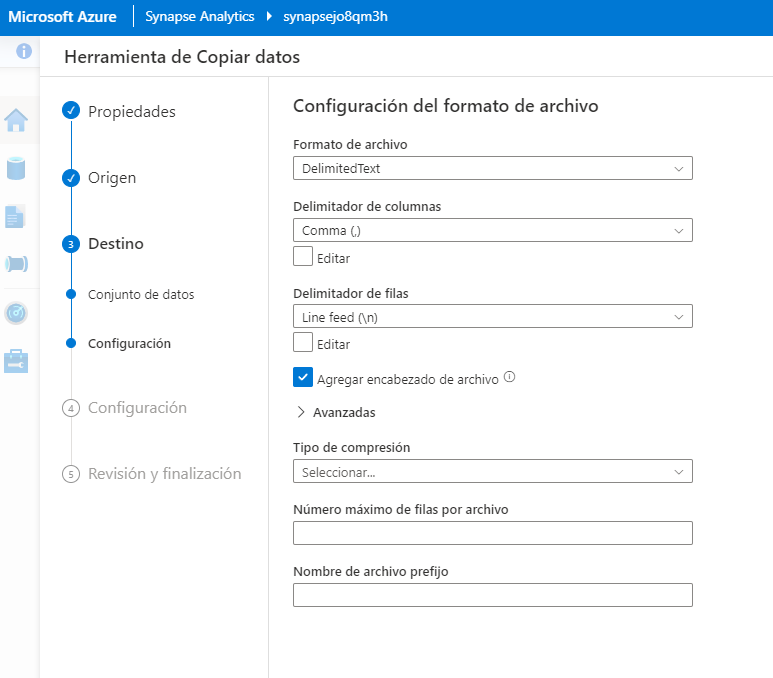 Microsoft Azure
Synapse Analytics
synapsejo8qm3h
Herramienta de Copiar datos
Propiedades
Origen
3 Destino
Conjunto de datos
Configuración
4 Configuración
5 Revisión y finalización
Configuración del formato de archivo
Formato de archivo
DelimitedText
Delimitador de columnas
Comma (,)
Editar
Delimitador de filas
Line feed (\n)
Editar
Agregar encabezado de archivo
Avanzadas
Tipo de compresión
Seleccionar...
Número máximo de filas por archivo
Nombre de archivo prefijo